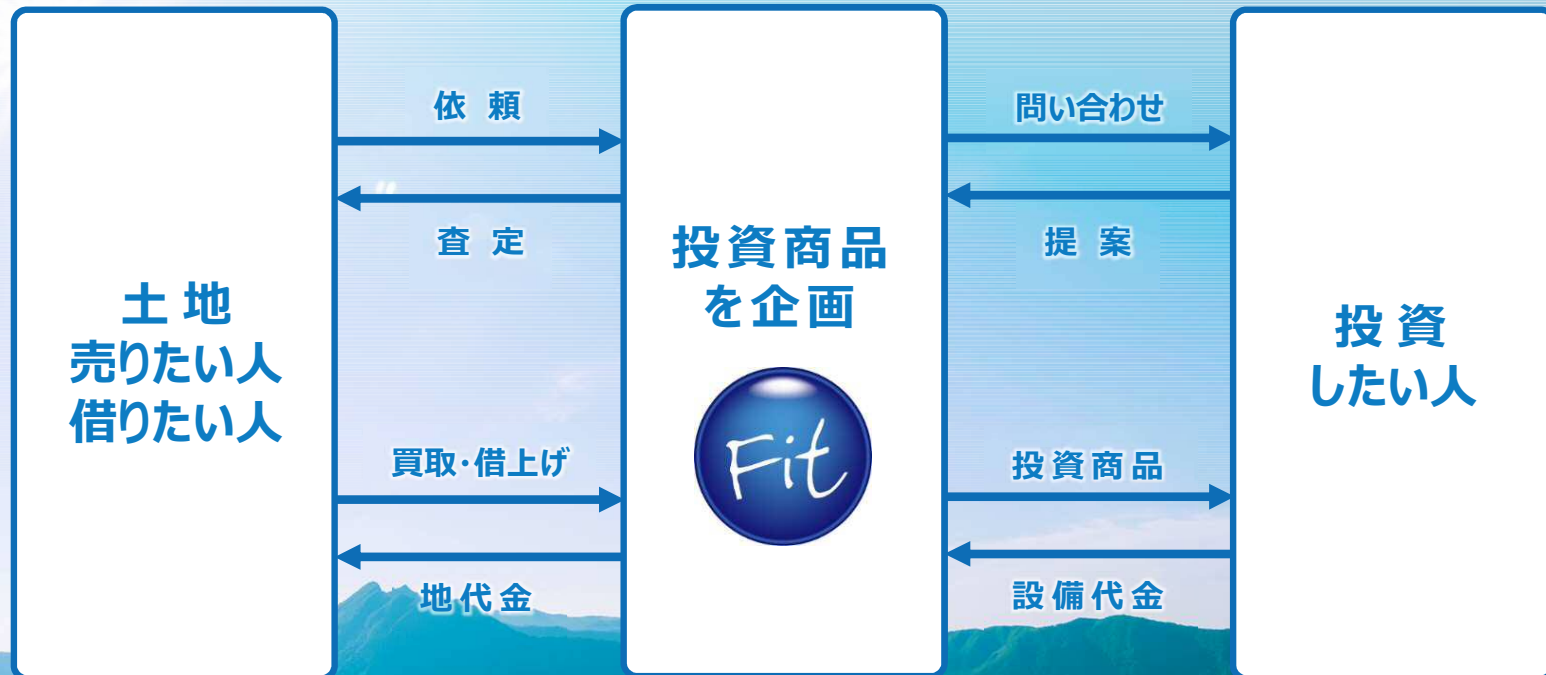 土地
売りたい人
借りたい人
依頼
査定
買取・借上げ
地代金
投資商品
を企画
Fit
問い合わせ
提案
投資商品
設備代金
投資
したい人